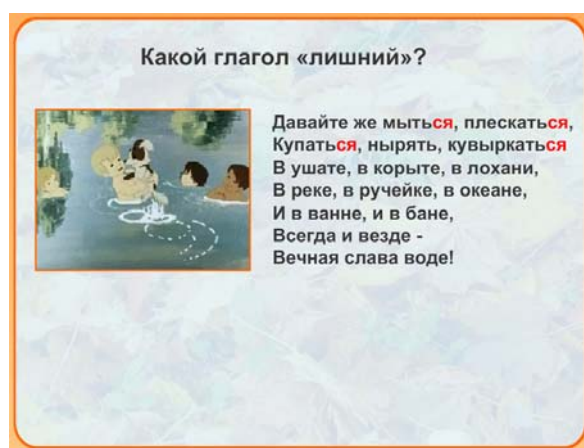 Какой глагол «лишний»?
Давайте же мыться, плескаться,
Купаться, нырять, кувыркаться
В ушате, в корыте, в лохани,
В реке, в ручейке, в океане,
И в ванне, и в бане,
Всегда и везде -
Вечная слава воде!